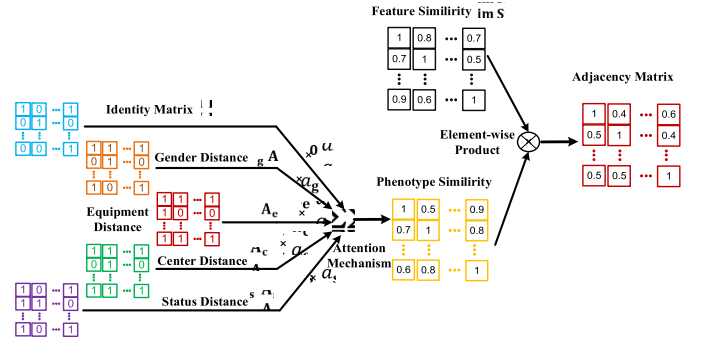 Feature Similirity
1 0.8 ••• 0.7
0.7 1 ••• 0.5
0.9 0.6 ••• 1
Adjacency Matrix
1 0.4 ••• 0.6
0.5 1 ••• 0.4
0.5 0.5 ••• 1
Element-wise
Product
Identity Matrix I
1 0 ••• 1
0 1 ••• 0
1 0 ••• 1
Gender Distance
1 1 ••• 1
0 1 ••• 0
1 0 ••• 1
Equipment
Distance
Ae
1 1 ••• 1
1 0 ••• 0
1 1 ••• 1
Center Distance
1 1 ••• 1
0 1 ••• 0
1 1 ••• 1
Status Distance
1 1 ••• 1
1 1 ••• 0
1 0 ••• 1
Attention
Mechanism
Phenotype Similirity
1 0.5 ••• 0.9
0.7 1 ••• 0.8
0.6 0.8 ••• 1